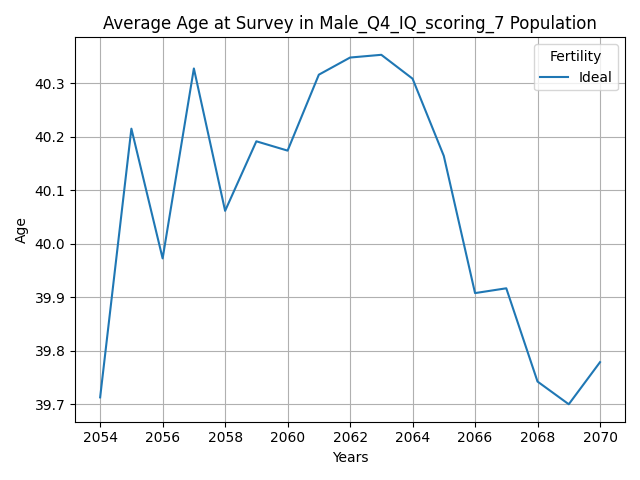 Average Age at Survey in Male_Q4_IQ_scoring_7 Population
Fertility
Ideal
Age
40.3
40.2
40.1
40.0
39.9
39.8
39.7
2054 2056 2058 2060 2062 2064 2066 2068 2070
Years